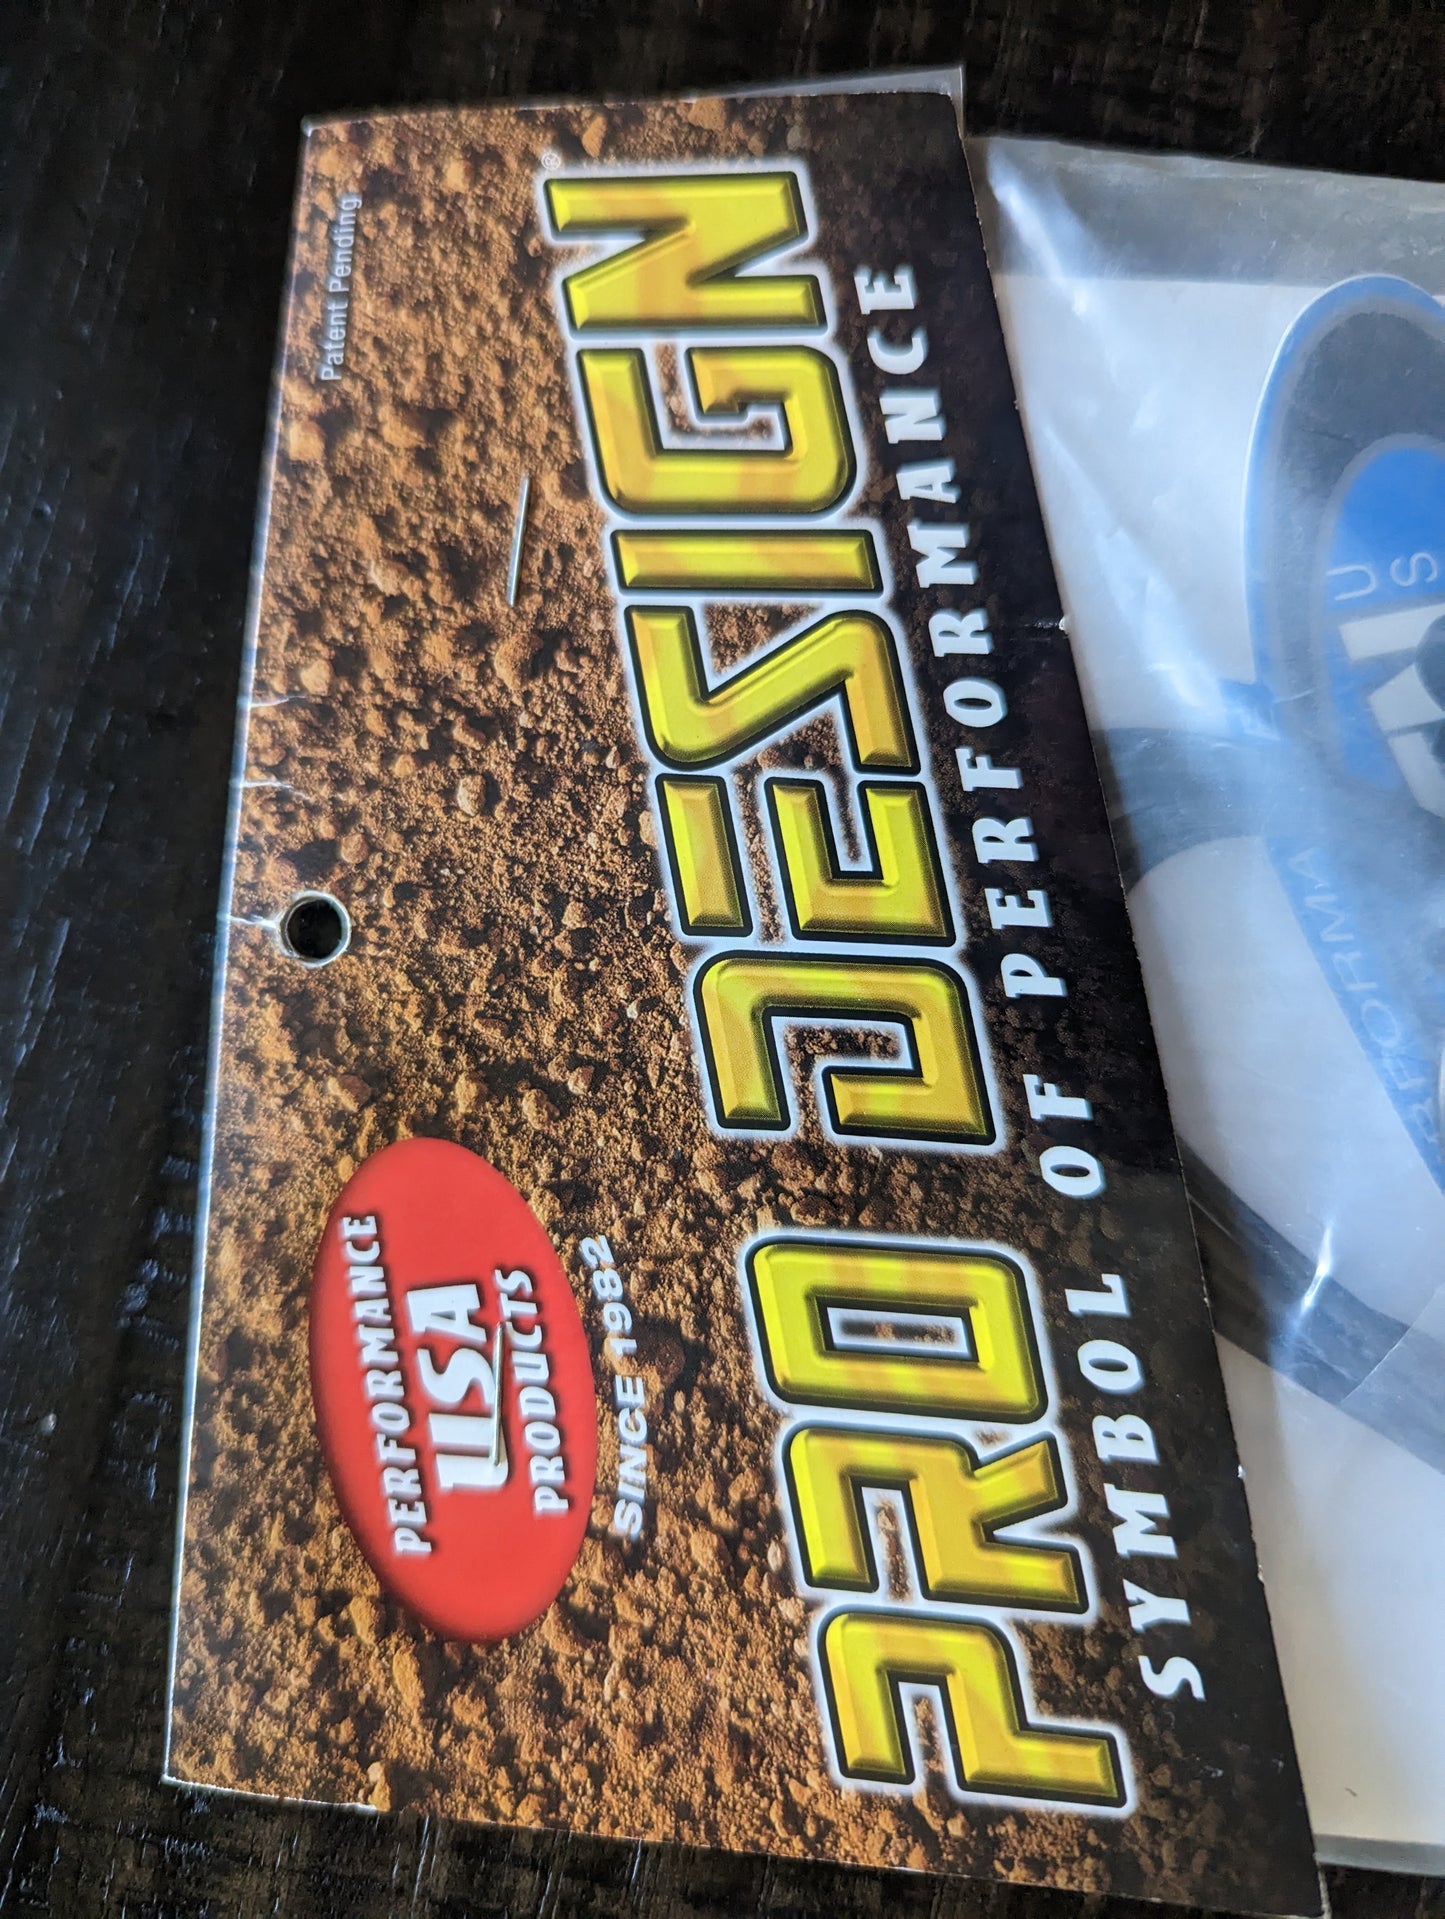 Patent Pending
PERFORMANCE
USA
PRODUCTS
SINCE 1982
PRO DESIGN®
SYMBOL OF PERFORMANCE
U
S